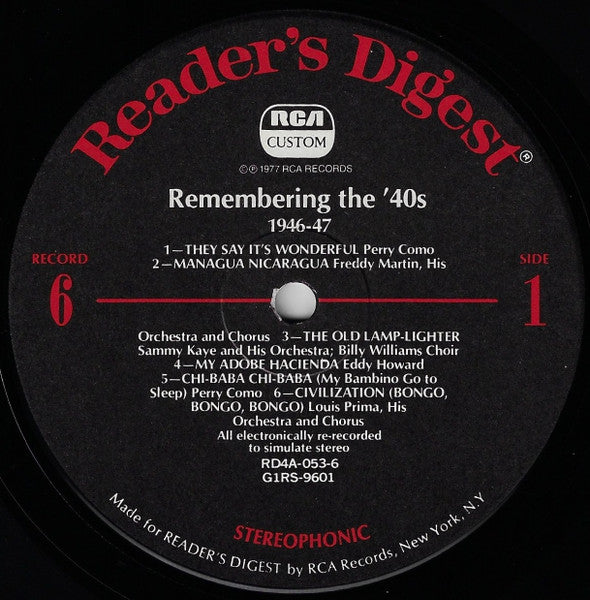 Reader's Digest®
RCA
CUSTOM
©℗ 1977 RCA RECORDS
Remembering the '40s
1946-47
1—THEY SAY IT'S WONDERFUL Perry Como
2—MANAGUA NICARAGUA Freddy Martin, His
RECORD
6
SIDE
1
Orchestra and Chorus 3—THE OLD LAMP-LIGHTER
Sammy Kaye and His Orchestra; Billy Williams Choir
4—MY ADOBE HACIENDA Eddy Howard
5—CHI-BABA CHI-BABA (My Bambino Go to
Sleep) Perry Como 6—CIVILIZATION (BONGO,
BONGO, BONGO) Louis Prima, His
Orchestra and Chorus
All electronically re-recorded
to simulate stereo
RD4A-053-6
G1RS-9601
STEREOPHONIC
Made for READER'S DIGEST by RCA Records, New York, N.Y